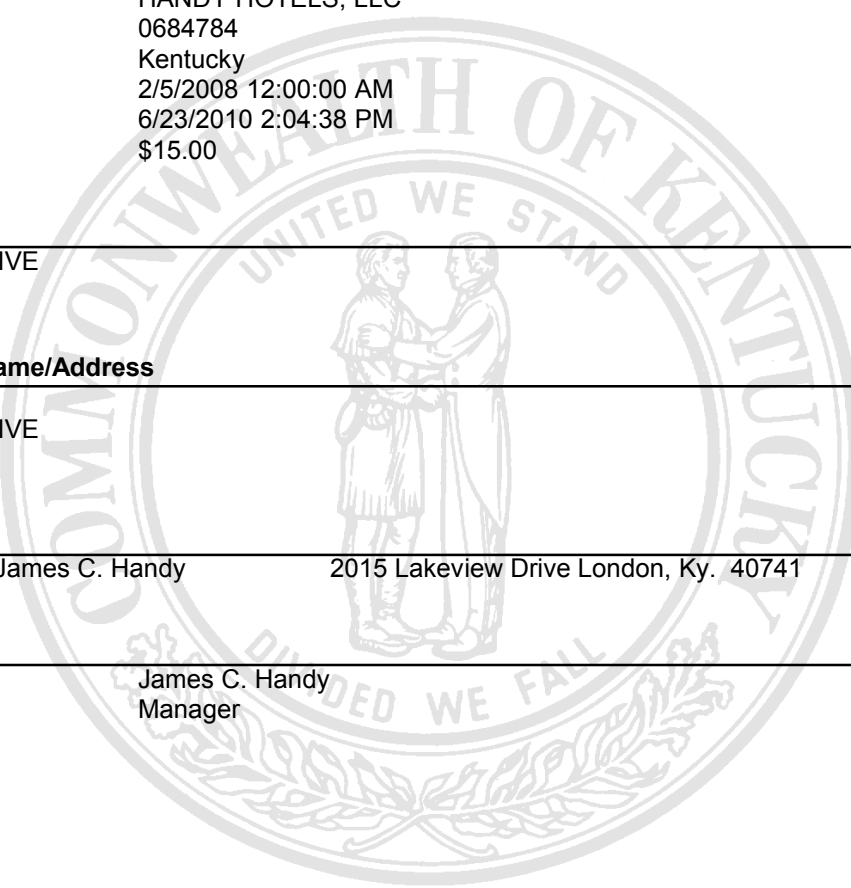 HANDY HOTELS, LLC
0684784
Kentucky
2/5/2008 12:00:00 AM
6/23/2010 2:04:38 PM
$15.00
IVE
ame/Address
IVE
James C. Handy 2015 Lakeview Drive London, Ky. 40741
James C. Handy
Manager
COMMONWEALTH OF KENTUCKY
UNITED WE STAND
DIVIDED WE FALL